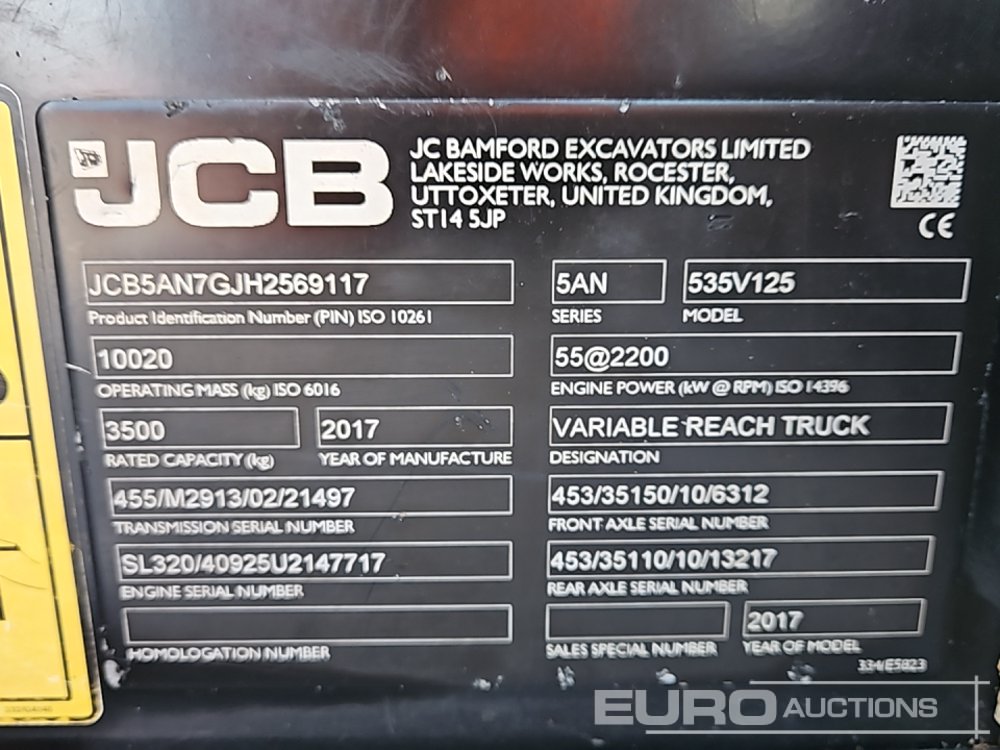 JCB
JC BAMFORD EXCAVATORS LIMITED
LAKESIDE WORKS, ROCESTER,
UTTOXETER, UNITED KINGDOM,
ST14 5JP
CE
JCB5AN7GJH2569117
5AN
535V125
Product Identification Number (PIN) ISO 10261
SERIES
MODEL
10020
55@2200
OPERATING MASS (kg) ISO 6016
ENGINE POWER (kW @ RPM) ISO 14396
3500
2017
VARIABLE REACH TRUCK
RATED CAPACITY (kg)
YEAR OF MANUFACTURE
DESIGNATION
455/M2913/02/21497
453/35150/10/6312
TRANSMISSION SERIAL NUMBER
FRONT AXLE SERIAL NUMBER
SL320/40925U2147717
453/35110/10/13217
ENGINE SERIAL NUMBER
REAR AXLE SERIAL NUMBER
2017
HOMOLOGATION NUMBER
SALES SPECIAL NUMBER
YEAR OF MODEL
334/E5823
EURO AUCTIONS